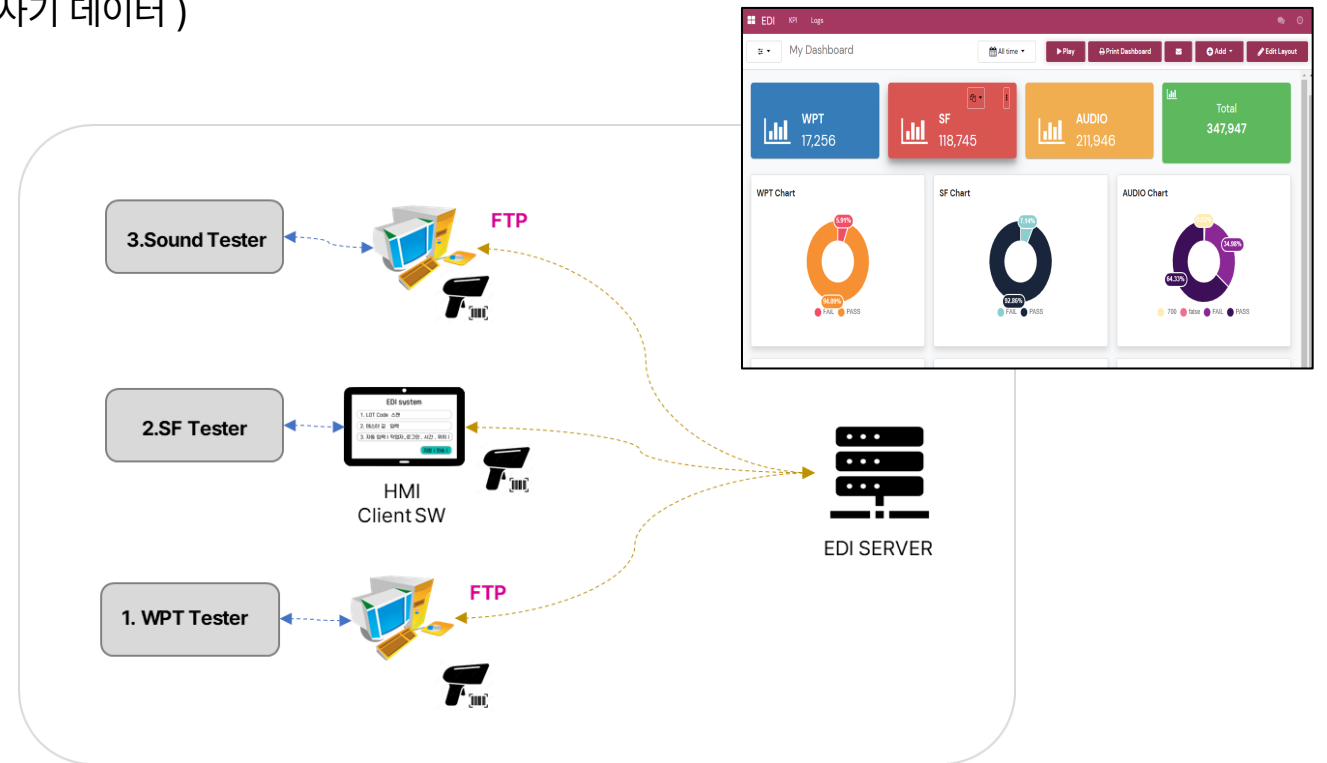 사기 데이터 )
EDI KPI Logs
My Dashboard
All time
Play
Print Dashboard
Add
Edit Layout
WPT
17,256
SF
118,745
AUDIO
211,946
Total
347,947
WPT Chart
5.91%
94.09%
FAIL PASS
SF Chart
7.14%
92.86%
FAIL PASS
AUDIO Chart
34.98%
64.33%
700 false FAIL PASS
3.Sound Tester
FTP
2.SF Tester
EDI system
1. LOT Code 스캔
2. 테스터 값 입력
HMI
Client SW
EDI SERVER
1. WPT Tester
FTP